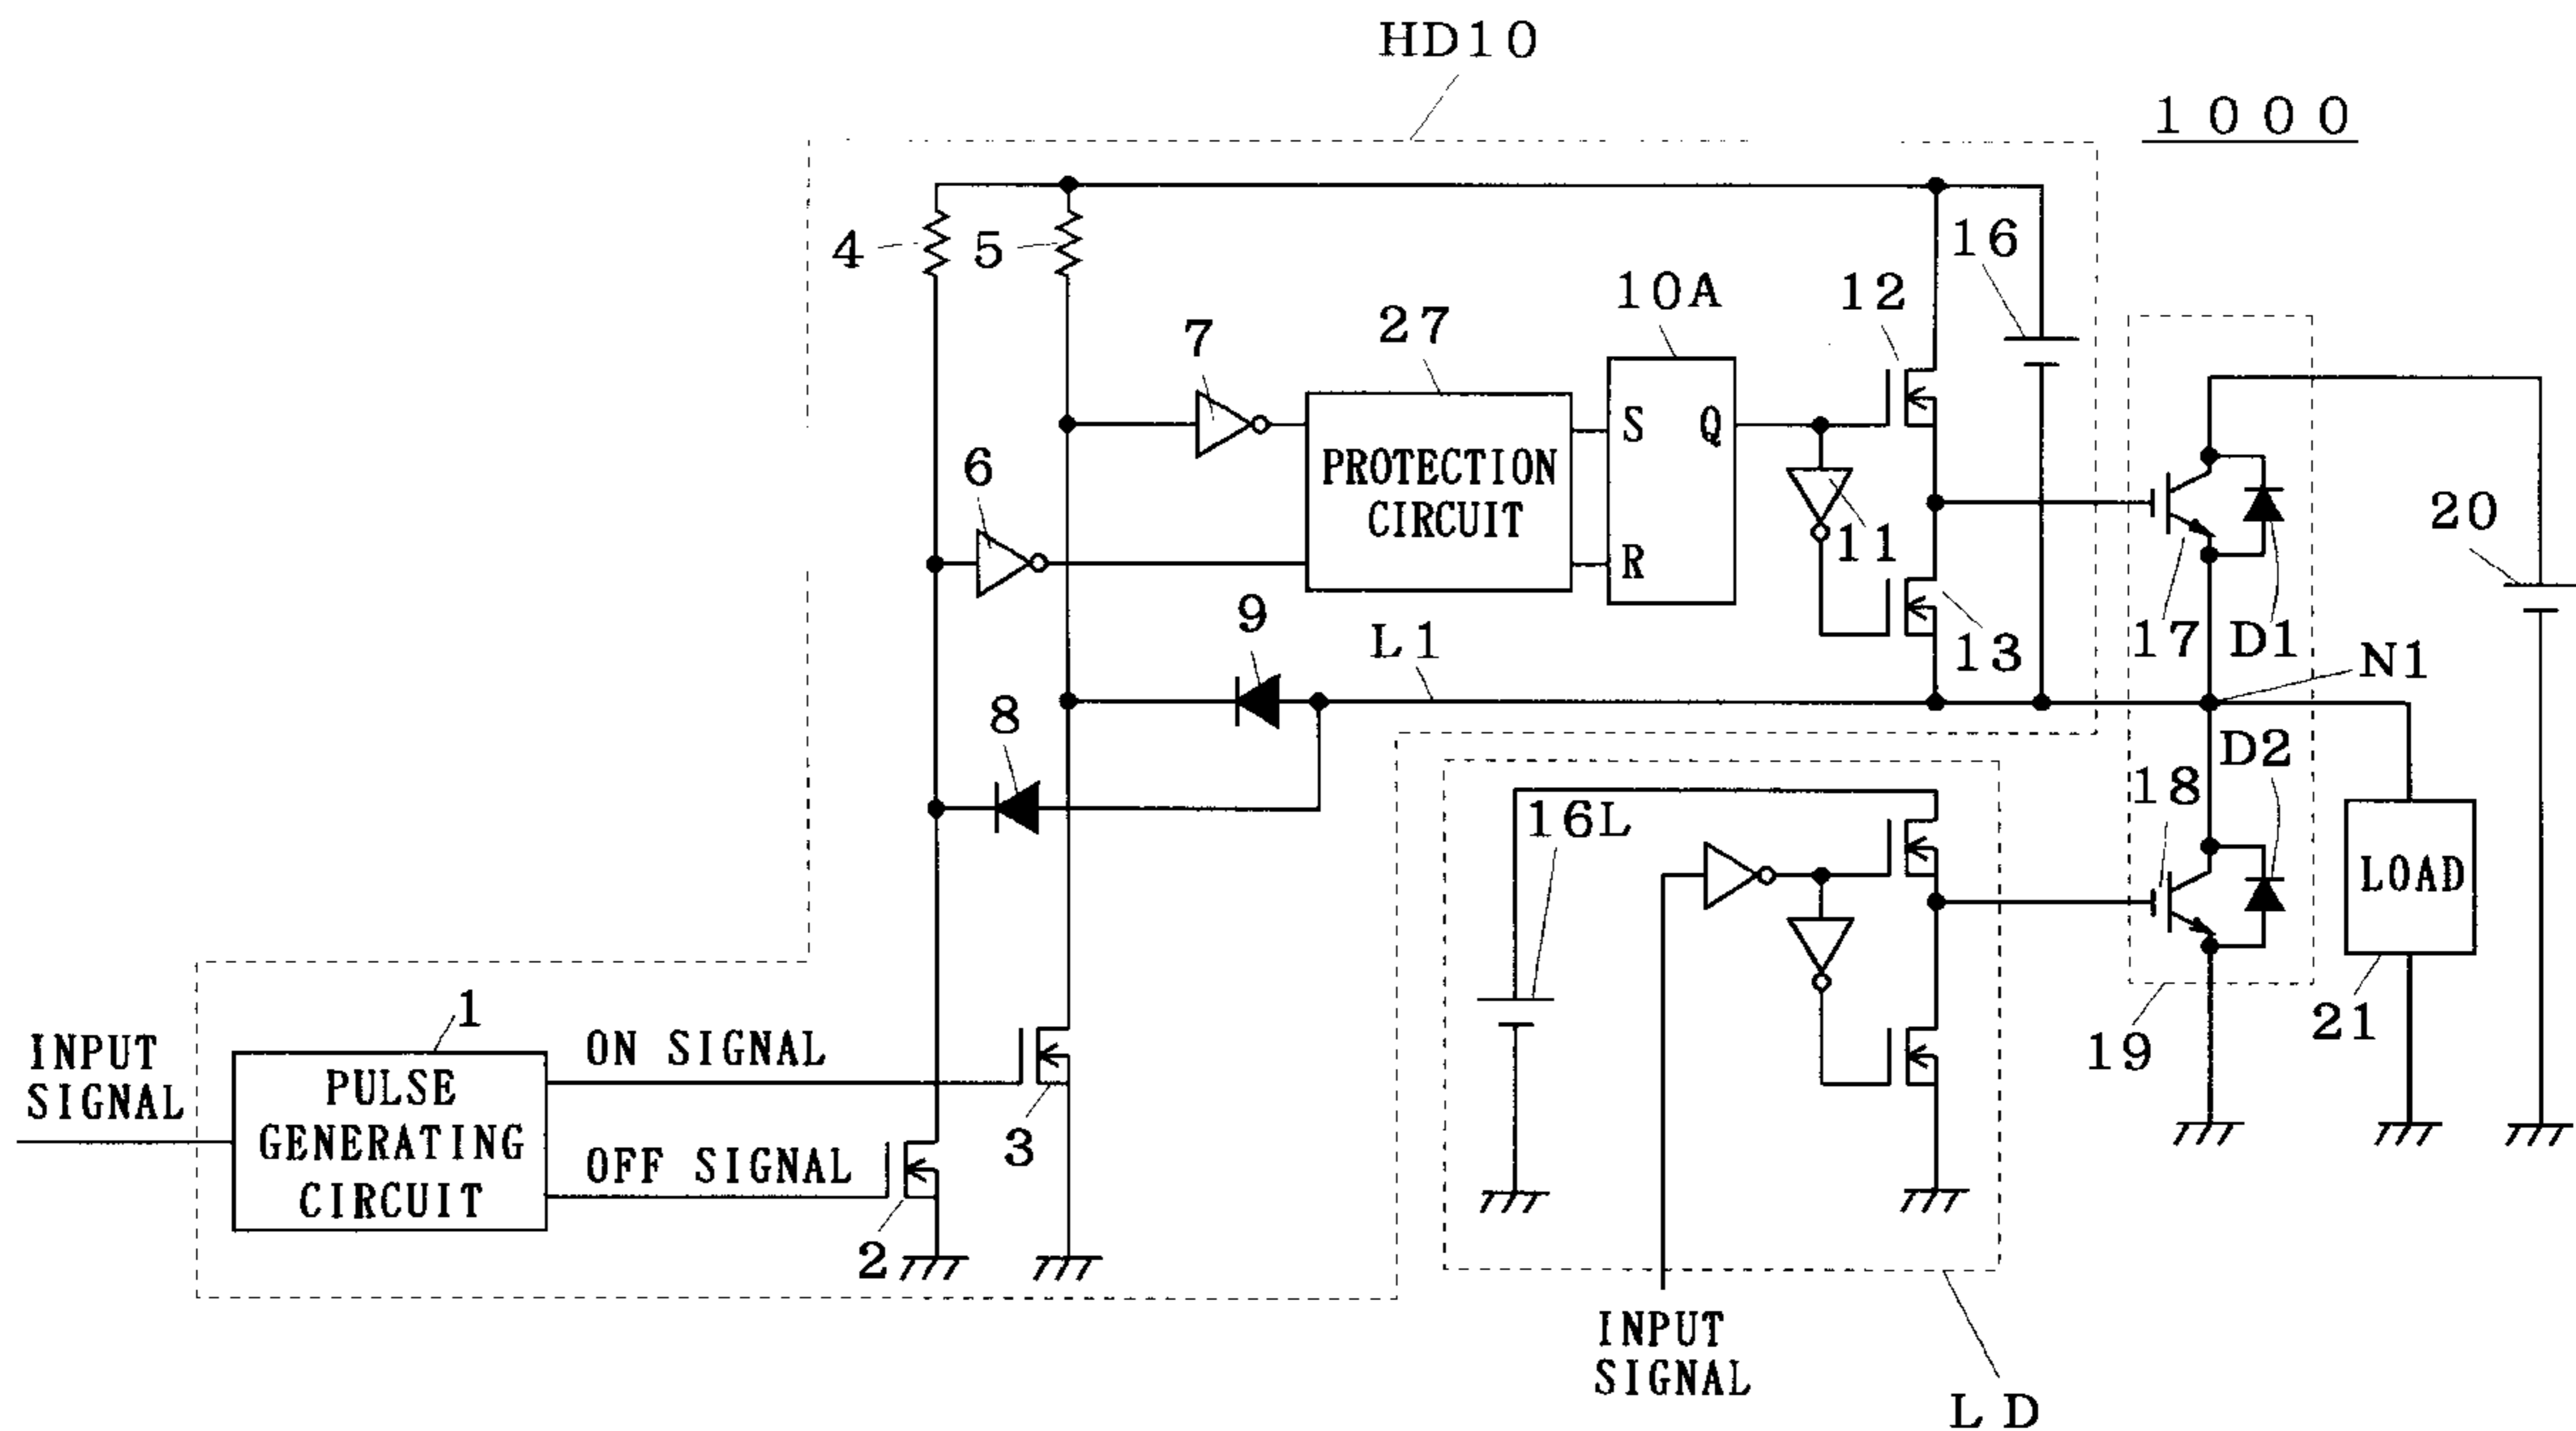 HD10
1000
4
5
16
10A
12
7
27
S
Q
6
PROTECTION
CIRCUIT
20
11
R
9
17
D1
L1
13
N1
8
D2
18
16L
LOAD
1
INPUT
SIGNAL
ON SIGNAL
PULSE
GENERATING
CIRCUIT
21
19
3
OFF SIGNAL
2
INPUT
SIGNAL
LD